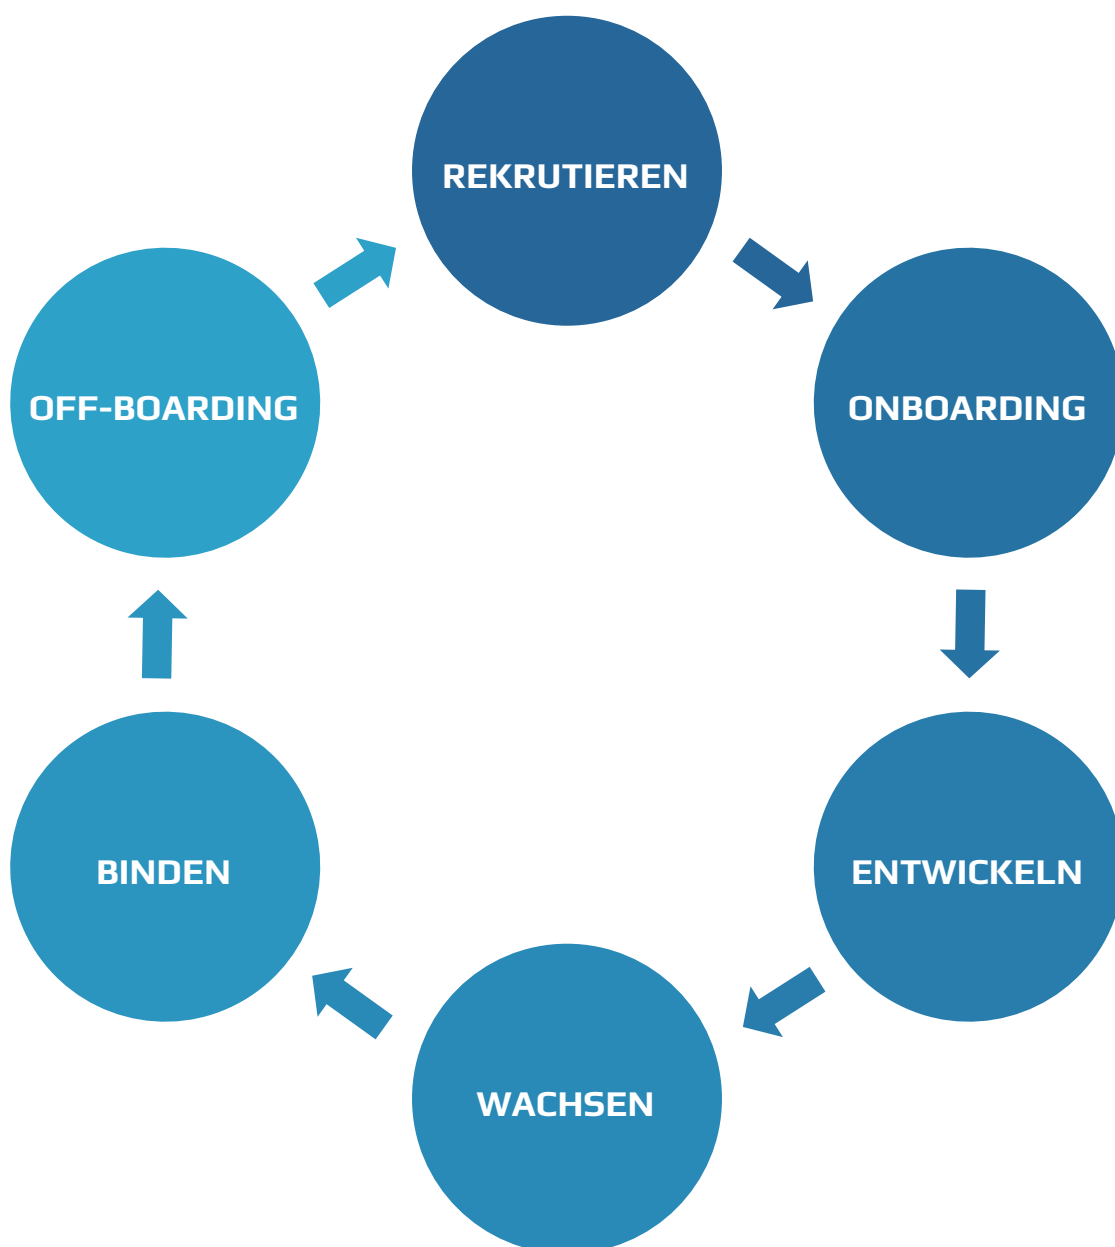 REKRUTIEREN
ONBOARDING
ENTWICKELN
WACHSEN
BINDEN
OFF-BOARDING